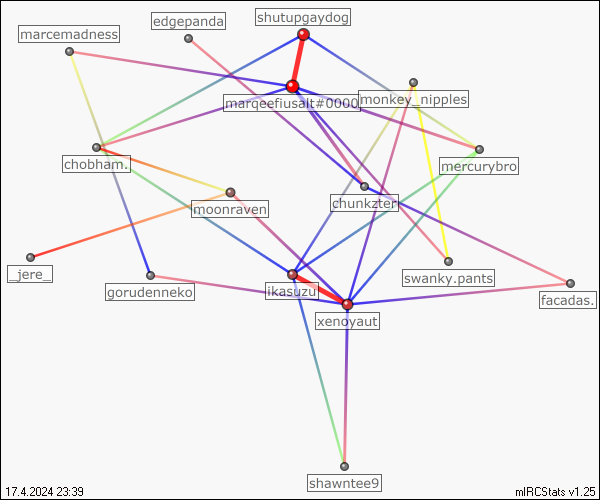 shutupgaydog
edgepanda
marcemadness
marqeefiusalt#0000
monkey_nipples
chobham.
mercurybro
chunkzter
moonraven
_jere_
swanky.pants
gorudenneko
ikasuzu
facadas.
xenoyaut
shawntee9
17.4.2024 23:39
mIRCStats v1.25